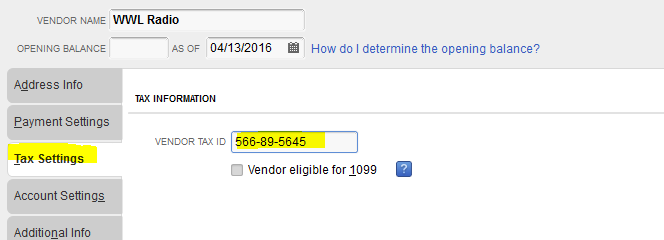 VENDOR NAME WWL Radio
OPENING BALANCE AS OF 04/13/2016 How do I determine the opening balance?
Address Info
Payment Settings
Tax Settings
Account Settings
Additional Info
TAX INFORMATION
VENDOR TAX ID 566-89-5645
Vendor eligible for 1099 ?